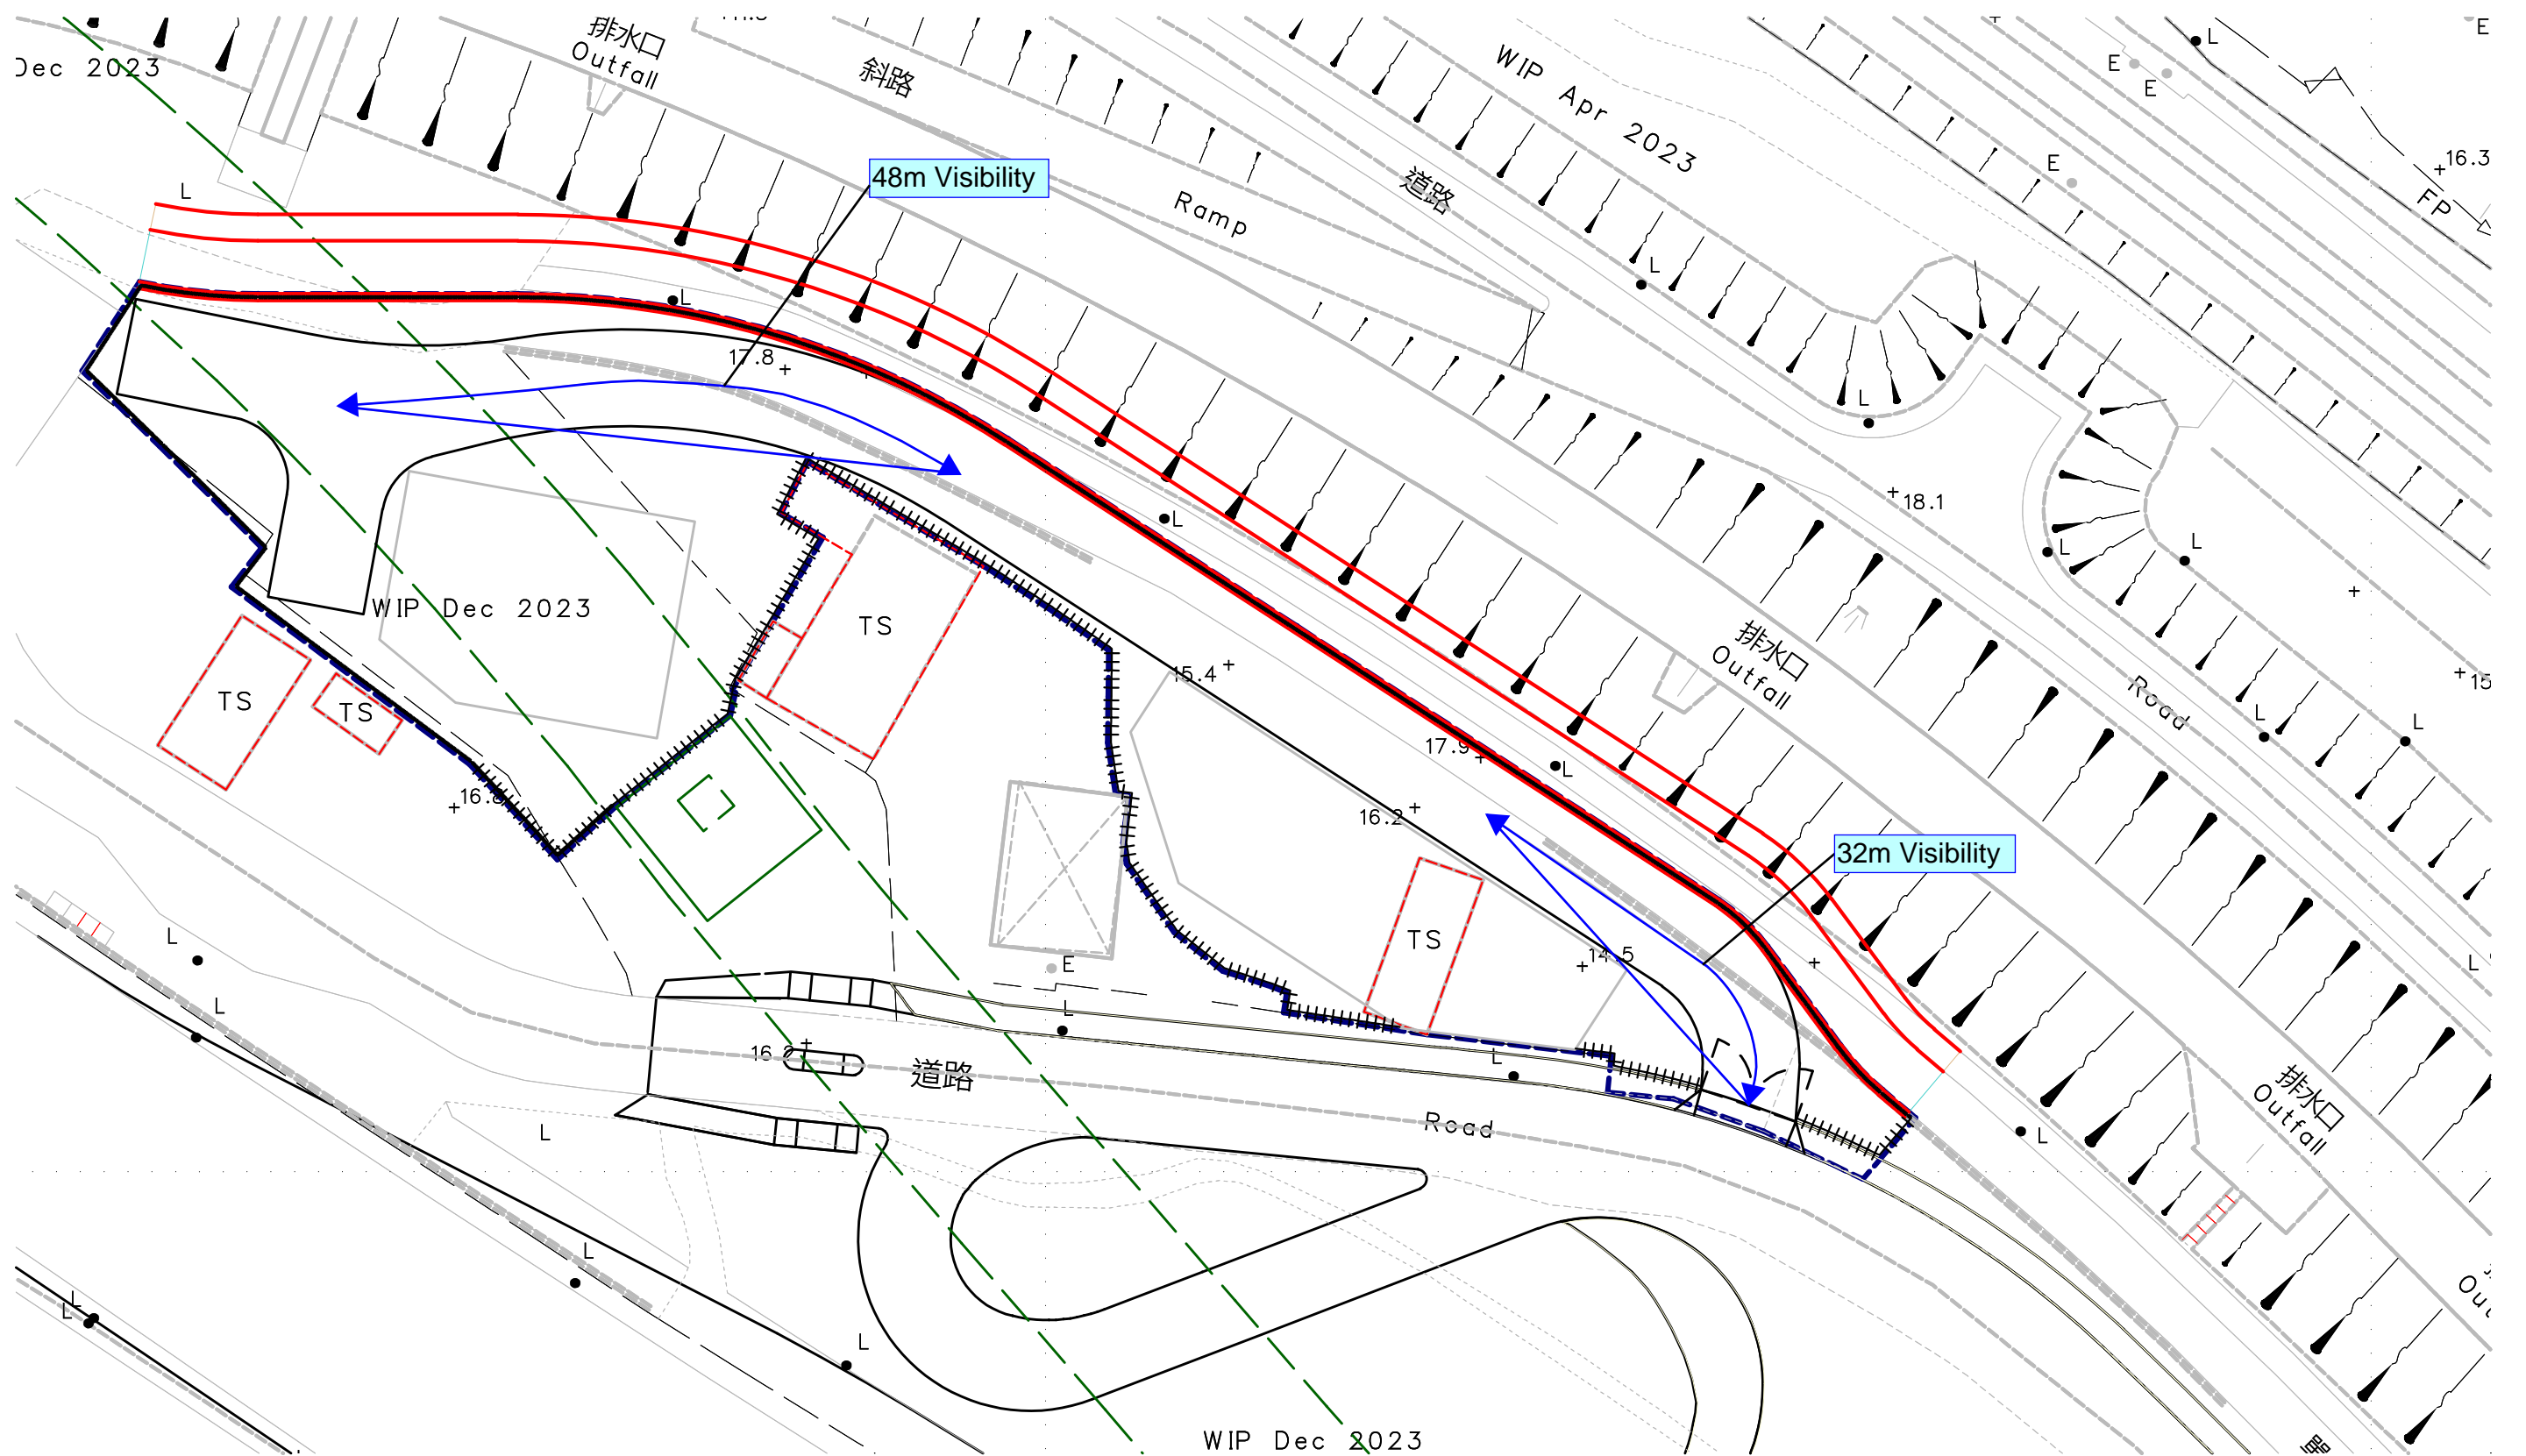 排水口
Outfall
斜路
Dec 2023
WIP Apr 2023
L
E
E
E
16.3
48m Visibility
道路
E
FP
L
Ramp
L
L
17.8
L
18.1
L
L
L
WIP Dec 2023
TS
排水口
Outfall
15.4
Road
15
TS
TS
L
L
17.9
L
16.8
16.2
32m Visibility
TS
L
14.5
E
L
L
L
16.2
道路
L
排水口
Outfall
Road
L
L
L
L
L
L
WIP Dec 2023